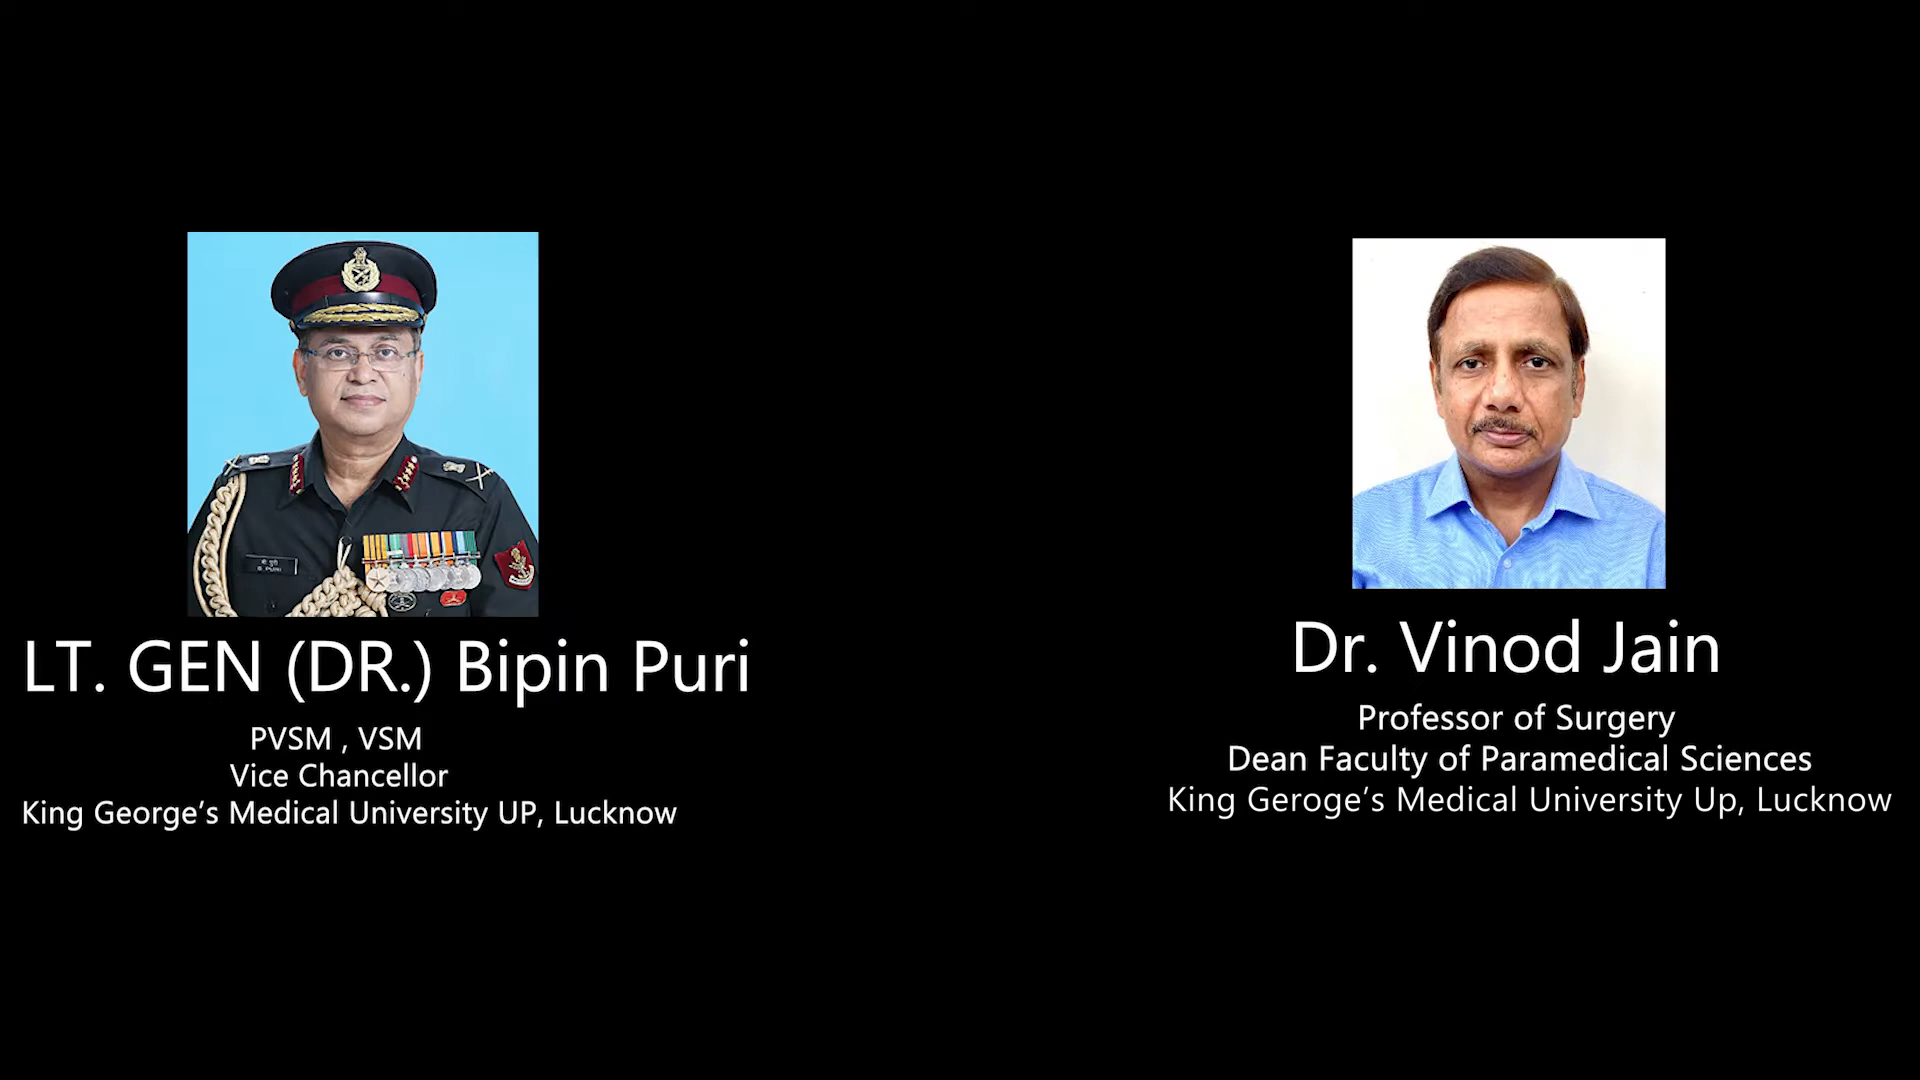 LT. GEN (DR.) Bipin Puri
PVSM , VSM
Vice Chancellor
King George's Medical University UP, Lucknow
Dr. Vinod Jain
Professor of Surgery
Dean Faculty of Paramedical Sciences
King Geroge's Medical University Up, Lucknow
B. PURI